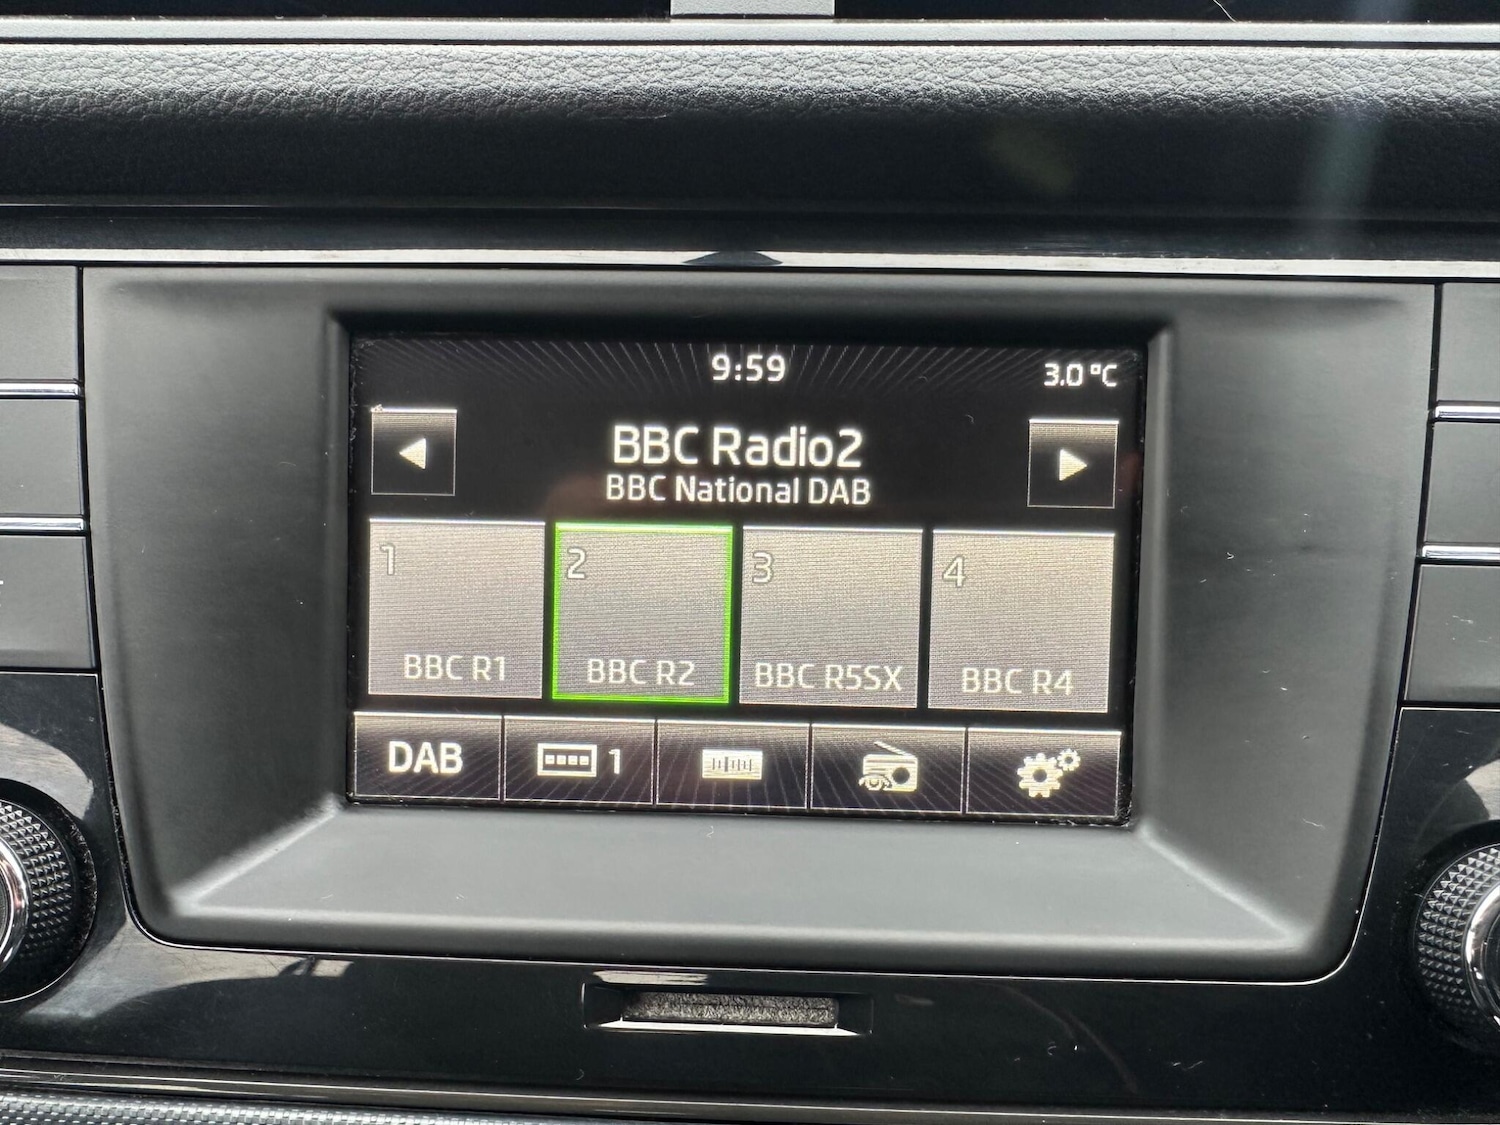 9:59
3.0 °C
BBC Radio2
BBC National DAB
1
2
3
4
BBC R1
BBC R2
BBC R5SX
BBC R4
DAB
1